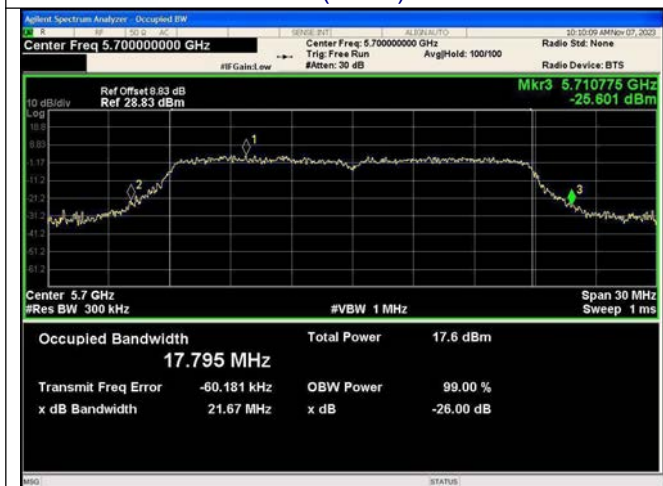 Agilent Spectrum Analyzer - Occupied BW
R RF 50 Ω AC SENSE:INT ALIGNAUTO 10:10:09 AM Nov 07, 2023
Center Freq 5.700000000 GHz Center Freq: 5.700000000 GHz Radio Std: None
Trig: Free Run Avg|Hold: 100/100
#IFGain:Low #Atten: 30 dB Radio Device: BTS
Mkr3 5.710775 GHz
Ref Offset 8.83 dB
10 dB/div Ref 28.83 dBm -25.601 dBm
Log
18.8
8.83
-1.17
-11.2
-21.2
-31.2
-41.2
-51.2
-61.2
1
2
3
Center 5.7 GHz Span 30 MHz
#Res BW 300 kHz #VBW 1 MHz Sweep 1 ms
Occupied Bandwidth Total Power 17.6 dBm
17.795 MHz
Transmit Freq Error -60.181 kHz OBW Power 99.00 %
x dB Bandwidth 21.67 MHz x dB -26.00 dB
MSG STATUS